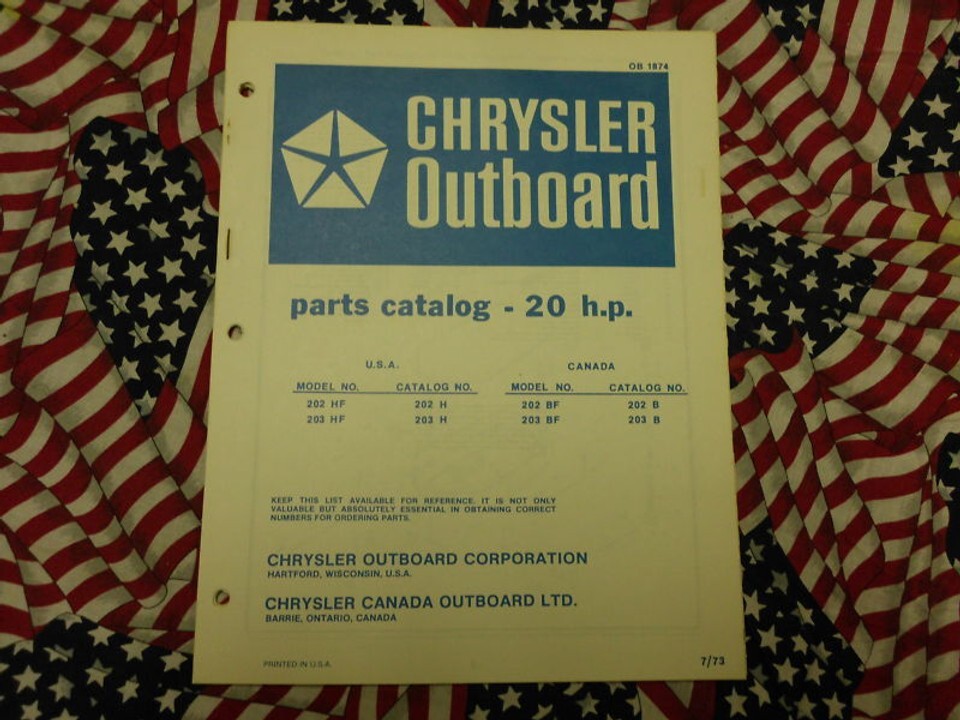 OB 1874
CHRYSLER
Outboard
parts catalog - 20 h.p.
U.S.A. CANADA
MODEL NO. CATALOG NO. MODEL NO. CATALOG NO.
202 HF 202 H 202 BF 202 B
203 HF 203 H 203 BF 203 B
KEEP THIS LIST AVAILABLE FOR REFERENCE. IT IS NOT ONLY
VALUABLE BUT ABSOLUTELY ESSENTIAL IN OBTAINING CORRECT
NUMBERS FOR ORDERING PARTS.
CHRYSLER OUTBOARD CORPORATION
HARTFORD, WISCONSIN, U.S.A.
CHRYSLER CANADA OUTBOARD LTD.
BARRIE, ONTARIO, CANADA
PRINTED IN U.S.A. 7/73